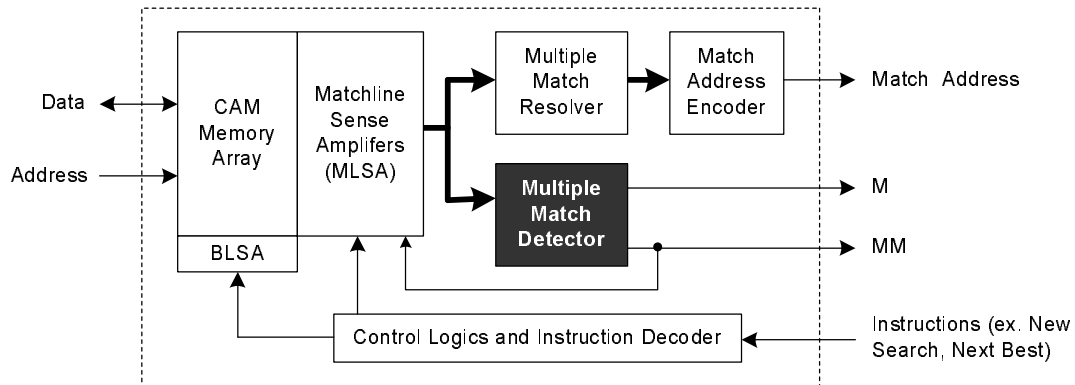 Data
Address
CAM
Memory
Array
BLSA
Matchline
Sense
Amplifers
(MLSA)
Multiple
Match
Resolver
Match
Address
Encoder
Match Address
Multiple
Match
Detector
M
MM
Control Logics and Instruction Decoder
Instructions (ex. New
Search, Next Best)